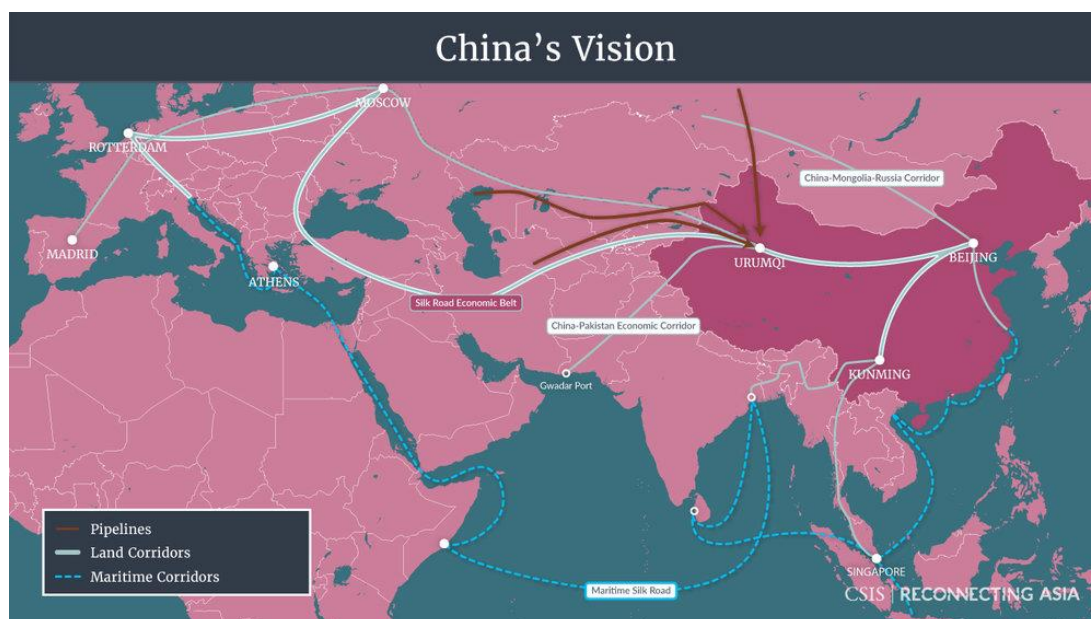 China's Vision
MOSCOW
ROTTERDAM
China-Mongolia-Russia Corridor
MADRID
BEIJING
URUMQI
ATHENS
Silk Road Economic Belt
China-Pakistan Economic Corridor
KUNMING
Gwadar Port
Pipelines
Land Corridors
Maritime Corridors
SINGAPORE
Maritime Silk Road
CSIS | RECONNECTING ASIA